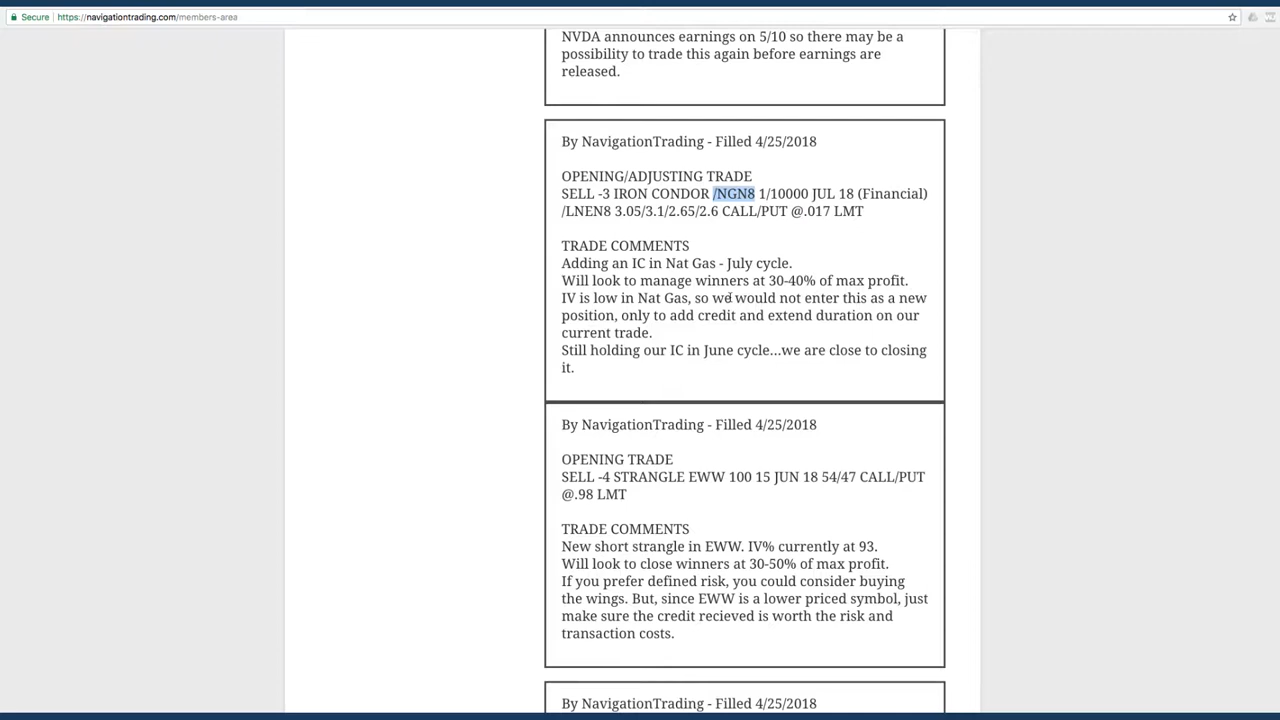 Secure | https://navigationtrading.com/members-area
NVDA announces earnings on 5/10 so there may be a
possibility to trade this again before earnings are
released.
By NavigationTrading - Filled 4/25/2018
OPENING/ADJUSTING TRADE
SELL -3 IRON CONDOR /NGN8 1/10000 JUL 18 (Financial)
/LNEN8 3.05/3.1/2.65/2.6 CALL/PUT @.017 LMT
TRADE COMMENTS
Adding an IC in Nat Gas - July cycle.
Will look to manage winners at 30-40% of max profit.
IV is low in Nat Gas, so we would not enter this as a new
position, only to add credit and extend duration on our
current trade.
Still holding our IC in June cycle...we are close to closing
it.
By NavigationTrading - Filled 4/25/2018
OPENING TRADE
SELL -4 STRANGLE EWW 100 15 JUN 18 54/47 CALL/PUT
@.98 LMT
TRADE COMMENTS
New short strangle in EWW. IV% currently at 93.
Will look to close winners at 30-50% of max profit.
If you prefer defined risk, you could consider buying
the wings. But, since EWW is a lower priced symbol, just
make sure the credit recieved is worth the risk and
transaction costs.
By NavigationTrading - Filled 4/25/2018